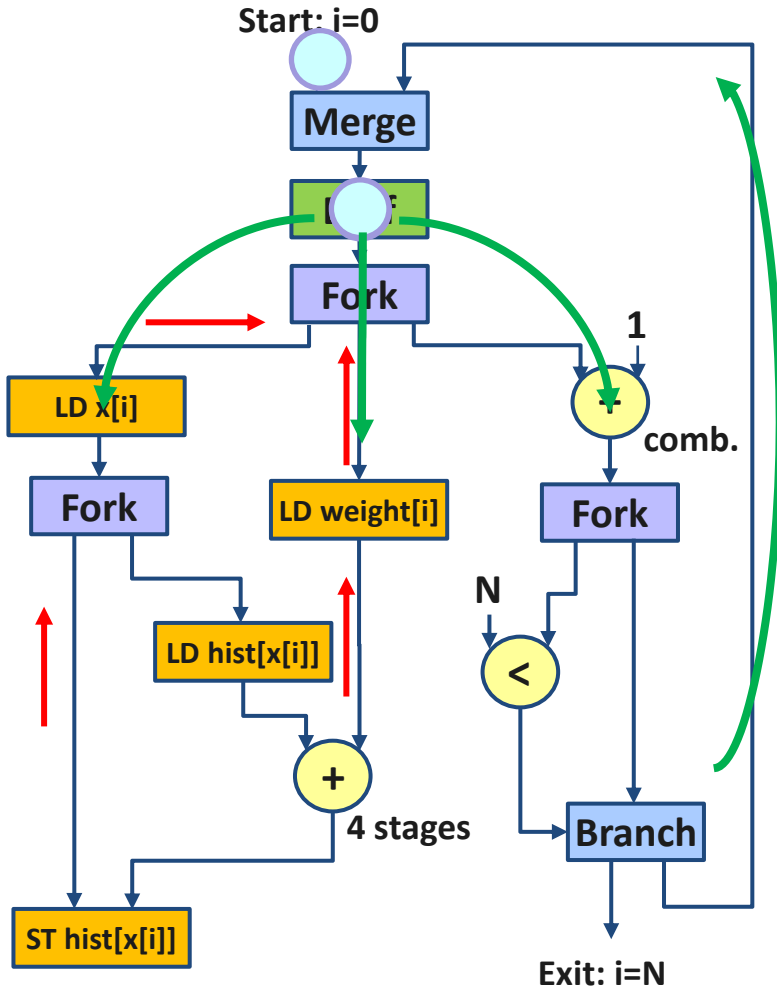 Start: i=0
Merge
Fork
1
LD x[i]
+
comb.
Fork
LD weight[i]
Fork
N
LD hist[x[i]]
<
+
4 stages
Branch
ST hist[x[i]]
Exit: i=N